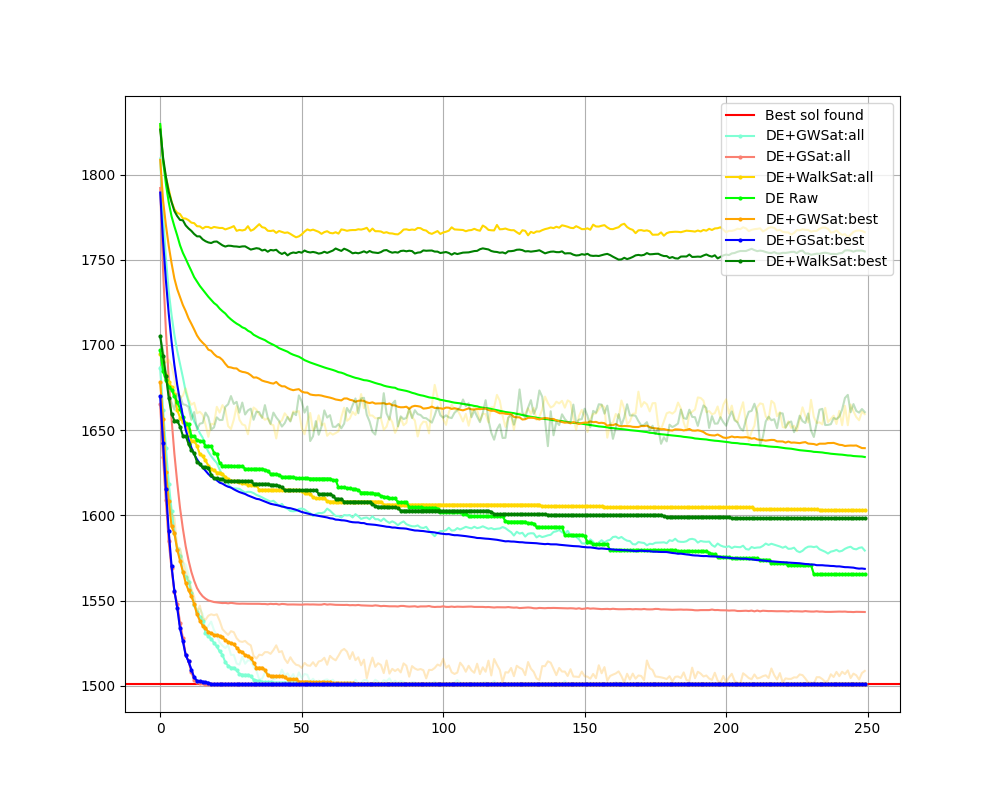 Best sol found
DE+GWSat:all
DE+GSat:all
DE+WalkSat:all
DE Raw
DE+GWSat:best
DE+GSat:best
DE+WalkSat:best
1800
1750
1700
1650
1600
1550
1500
0 50 100 150 200 250